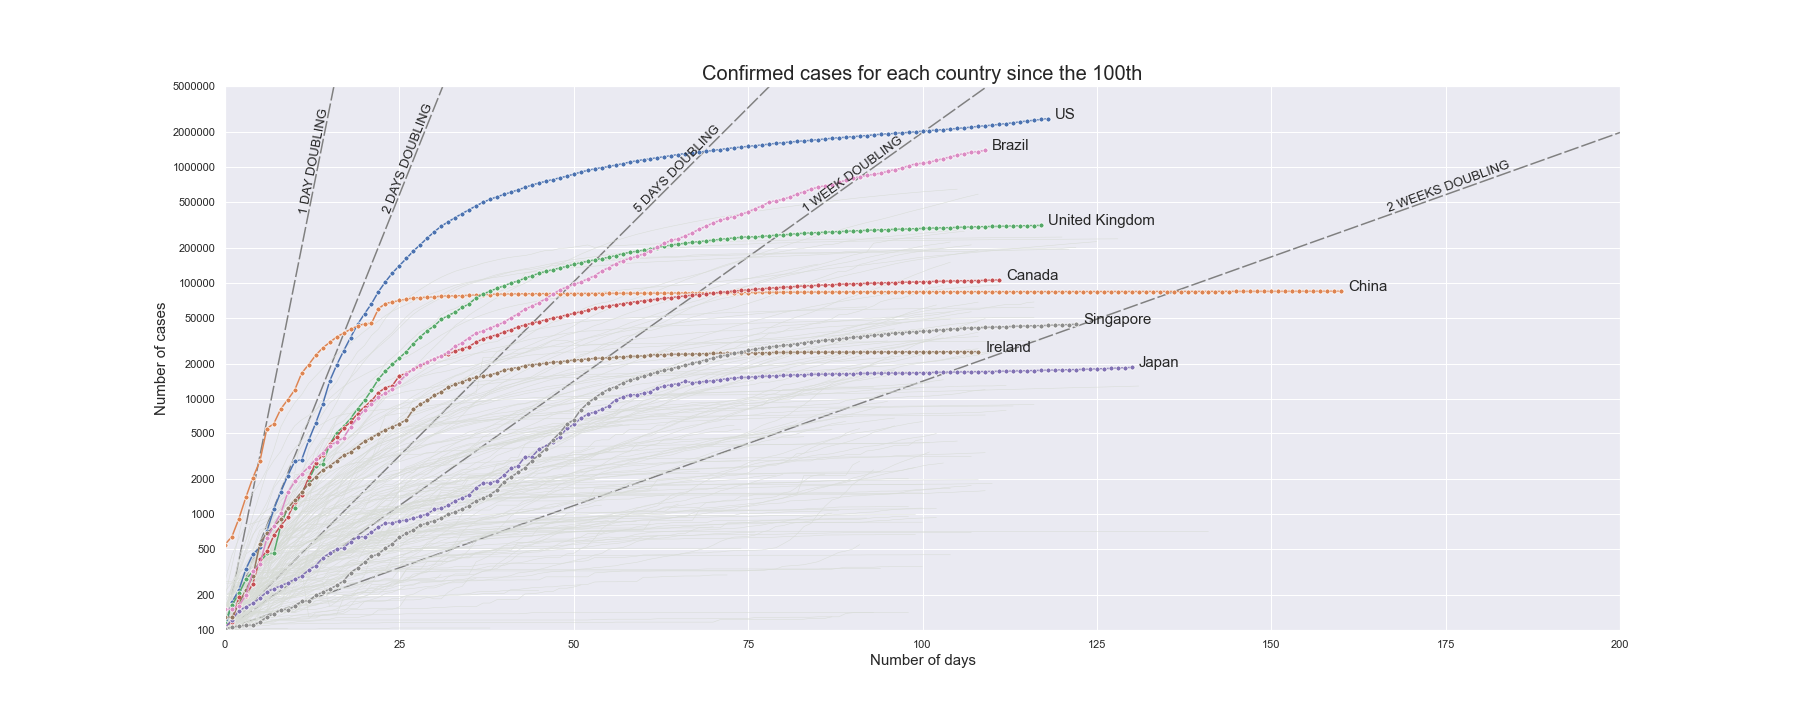 Confirmed cases for each country since the 100th
5000000
2000000
1000000
500000
200000
100000
50000
20000
10000
5000
2000
1000
500
200
100
Number of cases
1 DAY DOUBLING
2 DAYS DOUBLING
5 DAYS DOUBLING
1 WEEK DOUBLING
2 WEEKS DOUBLING
US
Brazil
United Kingdom
Canada
China
Singapore
Ireland
Japan
0
25
50
75
100
125
150
175
200
Number of days